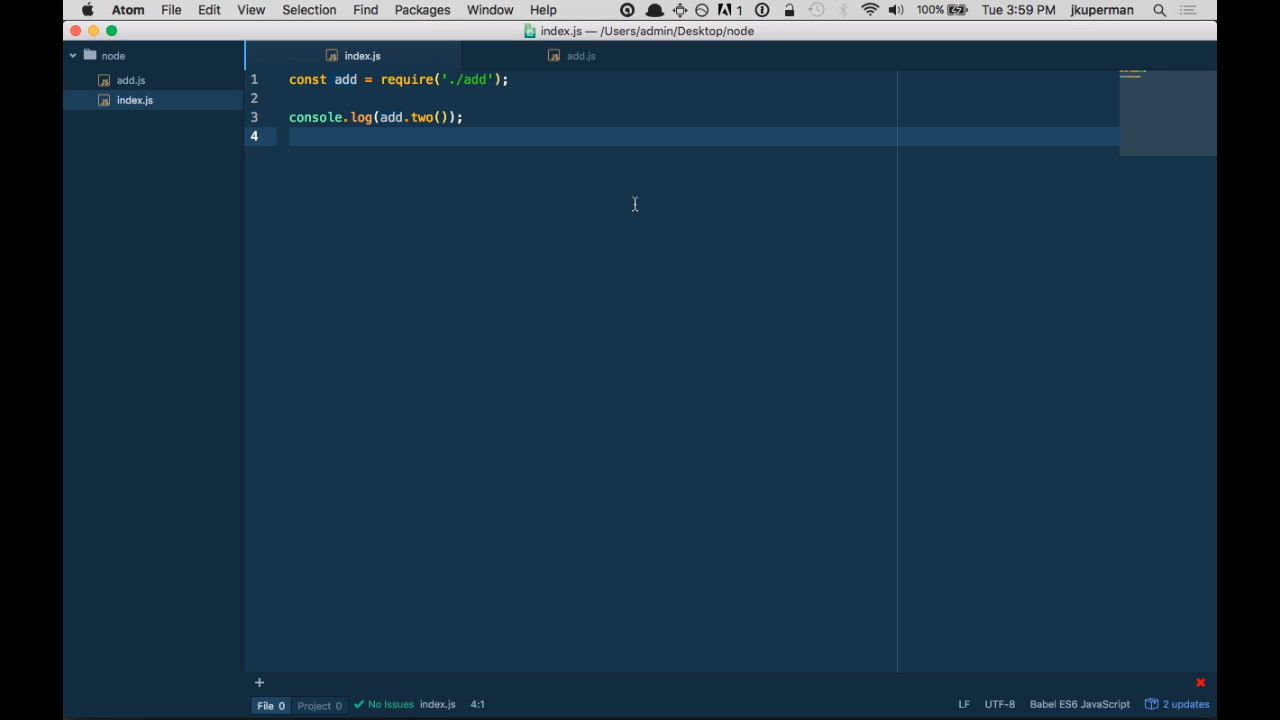 Atom File Edit View Selection Find Packages Window Help 1 100% Tue 3:59 PM jkuperman
index.js — /Users/admin/Desktop/node
node
add.js
index.js
index.js add.js
1 const add = require('./add');
2
3 console.log(add.two());
4
+
File 0 Project 0 No Issues index.js 4:1 LF UTF-8 Babel ES6 JavaScript 2 updates